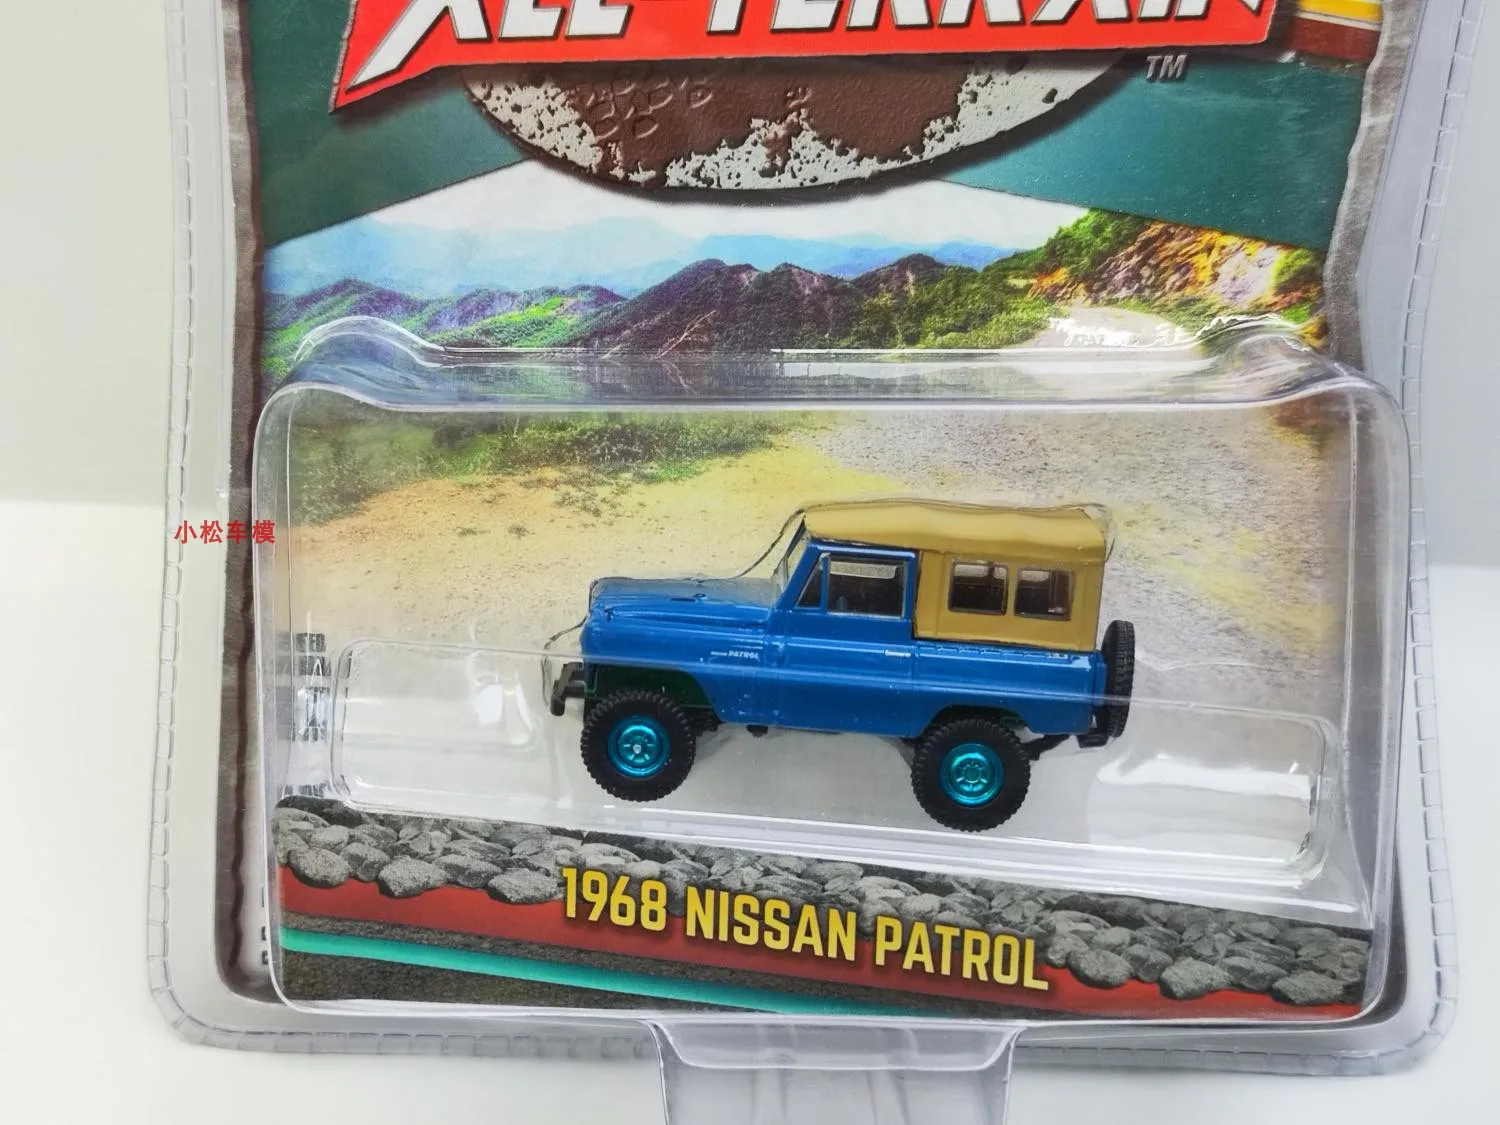 ALL-TERRAIN
TM
小松车模
PATROL
1968 NISSAN PATROL